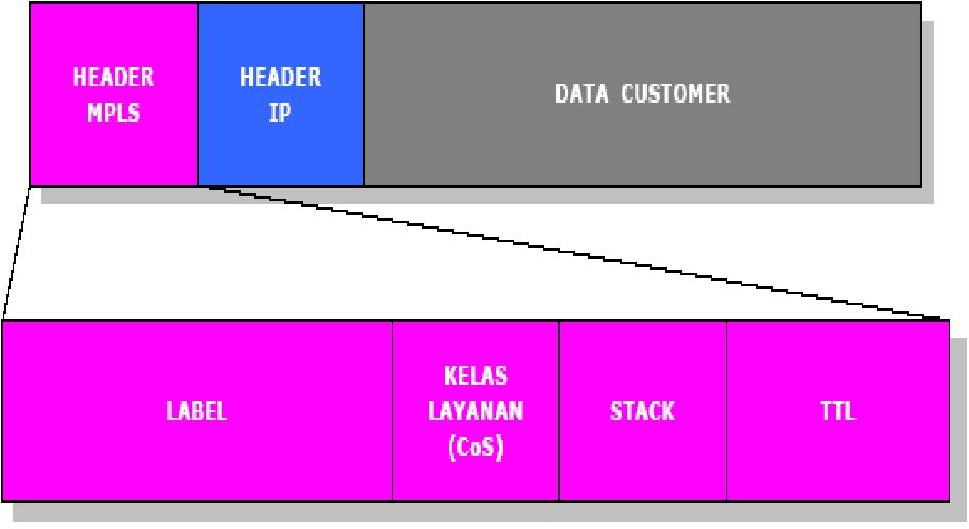 HEADER
MPLS
HEADER
IP
DATA CUSTOMER
LABEL
KELAS
LAYANAN
(CoS)
STACK
TTL